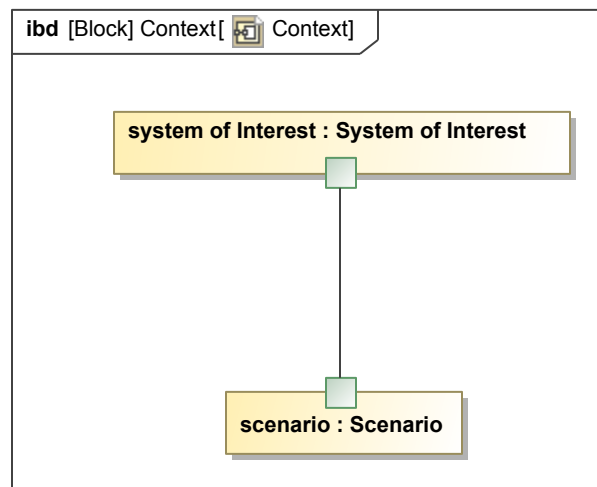 ibd [Block] Context[ Context]
system of Interest : System of Interest
scenario : Scenario